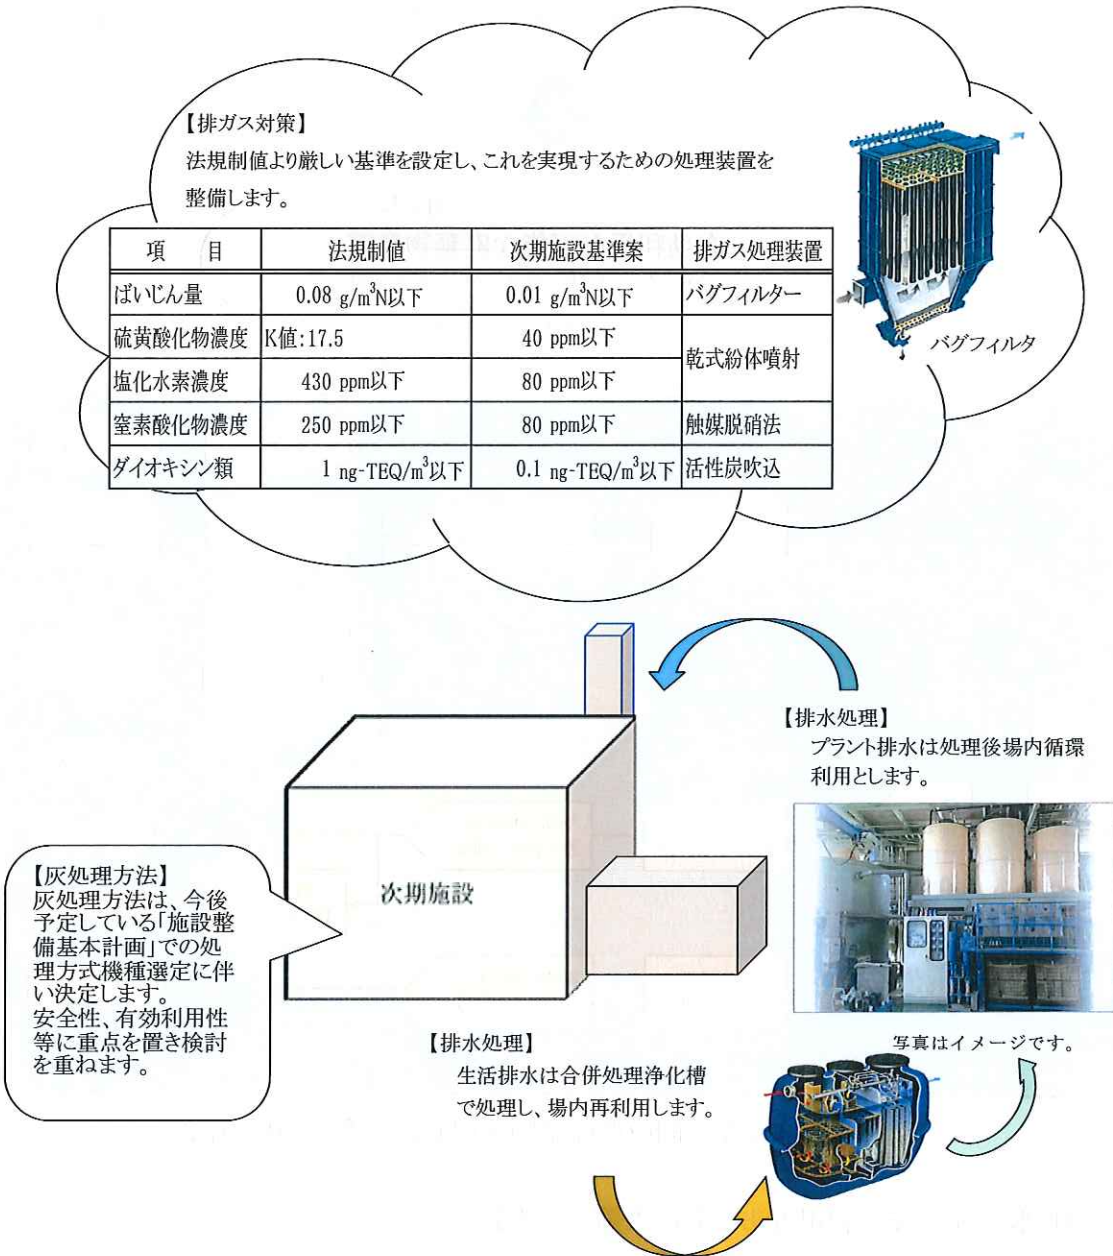 【排ガス対策】
法規制値より厳しい基準を設定し、これを実現するための処理装置を
整備します。
項　目 法規制値 次期施設基準案 排ガス処理装置
ばいじん量 0.08 g/m³N以下 0.01 g/m³N以下 バグフィルター
硫黄酸化物濃度 K値:17.5 40 ppm以下 乾式紛体噴射
塩化水素濃度 430 ppm以下 80 ppm以下
窒素酸化物濃度 250 ppm以下 80 ppm以下 触媒脱硝法
ダイオキシン類 1 ng-TEQ/m³以下 0.1 ng-TEQ/m³以下 活性炭吹込
バグフィルタ
【排水処理】
プラント排水は処理後場内循環
利用とします。
写真はイメージです。
次期施設
【灰処理方法】
灰処理方法は、今後
予定している「施設整
備基本計画」での処
理方式機種選定に伴
い決定します。
安全性、有効利用性
等に重点を置き検討
を重ねます。
【排水処理】
生活排水は合併処理浄化槽
で処理し、場内再利用します。